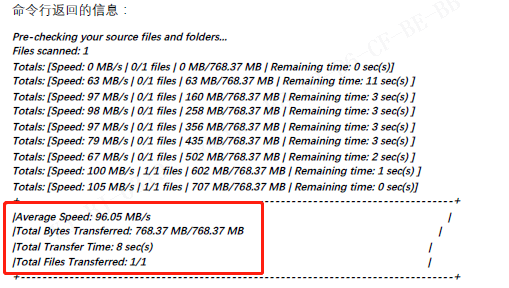 命令行返回的信息：
Pre-checking your source files and folders...
Files scanned: 1
Totals: [Speed: 0 MB/s | 0/1 files | 0 MB/768.37 MB | Remaining time: 0 sec(s)]
Totals: [Speed: 63 MB/s | 0/1 files | 63 MB/768.37 MB | Remaining time: 11 sec(s) ]
Totals: [Speed: 97 MB/s | 0/1 files | 160 MB/768.37 MB | Remaining time: 3 sec(s) ]
Totals: [Speed: 98 MB/s | 0/1 files | 258 MB/768.37 MB | Remaining time: 3 sec(s) ]
Totals: [Speed: 97 MB/s | 0/1 files | 356 MB/768.37 MB | Remaining time: 3 sec(s) ]
Totals: [Speed: 79 MB/s | 0/1 files | 435 MB/768.37 MB | Remaining time: 3 sec(s) ]
Totals: [Speed: 67 MB/s | 0/1 files | 502 MB/768.37 MB | Remaining time: 2 sec(s) ]
Totals: [Speed: 100 MB/s | 1/1 files | 602 MB/768.37 MB | Remaining time: 1 sec(s) ]
Totals: [Speed: 105 MB/s | 1/1 files | 707 MB/768.37 MB | Remaining time: 0 sec(s)]
+------------------------------------------------------------------+
|Average Speed: 96.05 MB/s |
|Total Bytes Transferred: 768.37 MB/768.37 MB |
|Total Transfer Time: 8 sec(s) |
|Total Files Transferred: 1/1 |
+------------------------------------------------------------------+